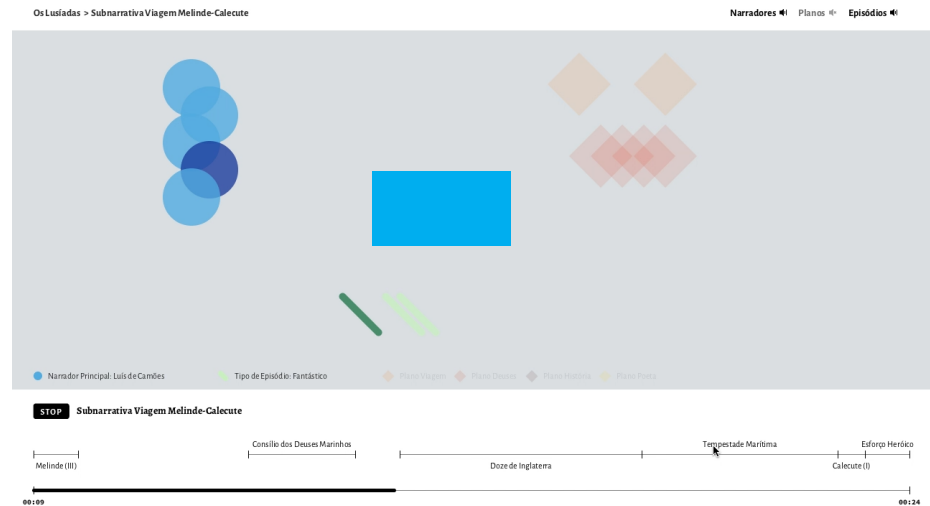 Os Lusíadas > Subnarrativa Viagem Melinde-Calecute
Narradores Planos Episódios
Narrador Principal: Luís de Camões
Tipo de Episódio: Fantástico
Plano Viagem
Plano Deuses
Plano História
Plano Poeta
STOP Subnarrativa Viagem Melinde-Calecute
Consílio dos Deuses Marinhos
Tempestade Marítima
Esforço Heróico
Melinde (III)
Doze de Inglaterra
Calecute (I)
00:09
00:24